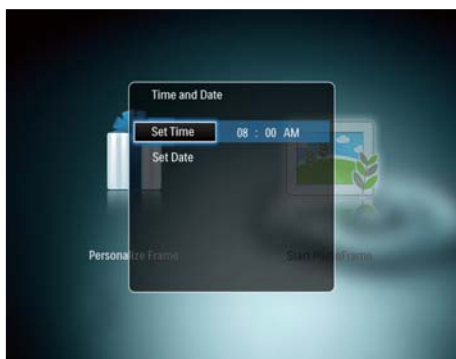 Time and Date
Set Time 08 : 00 AM
Set Date
Personalize Frame
Start PhotoFrame